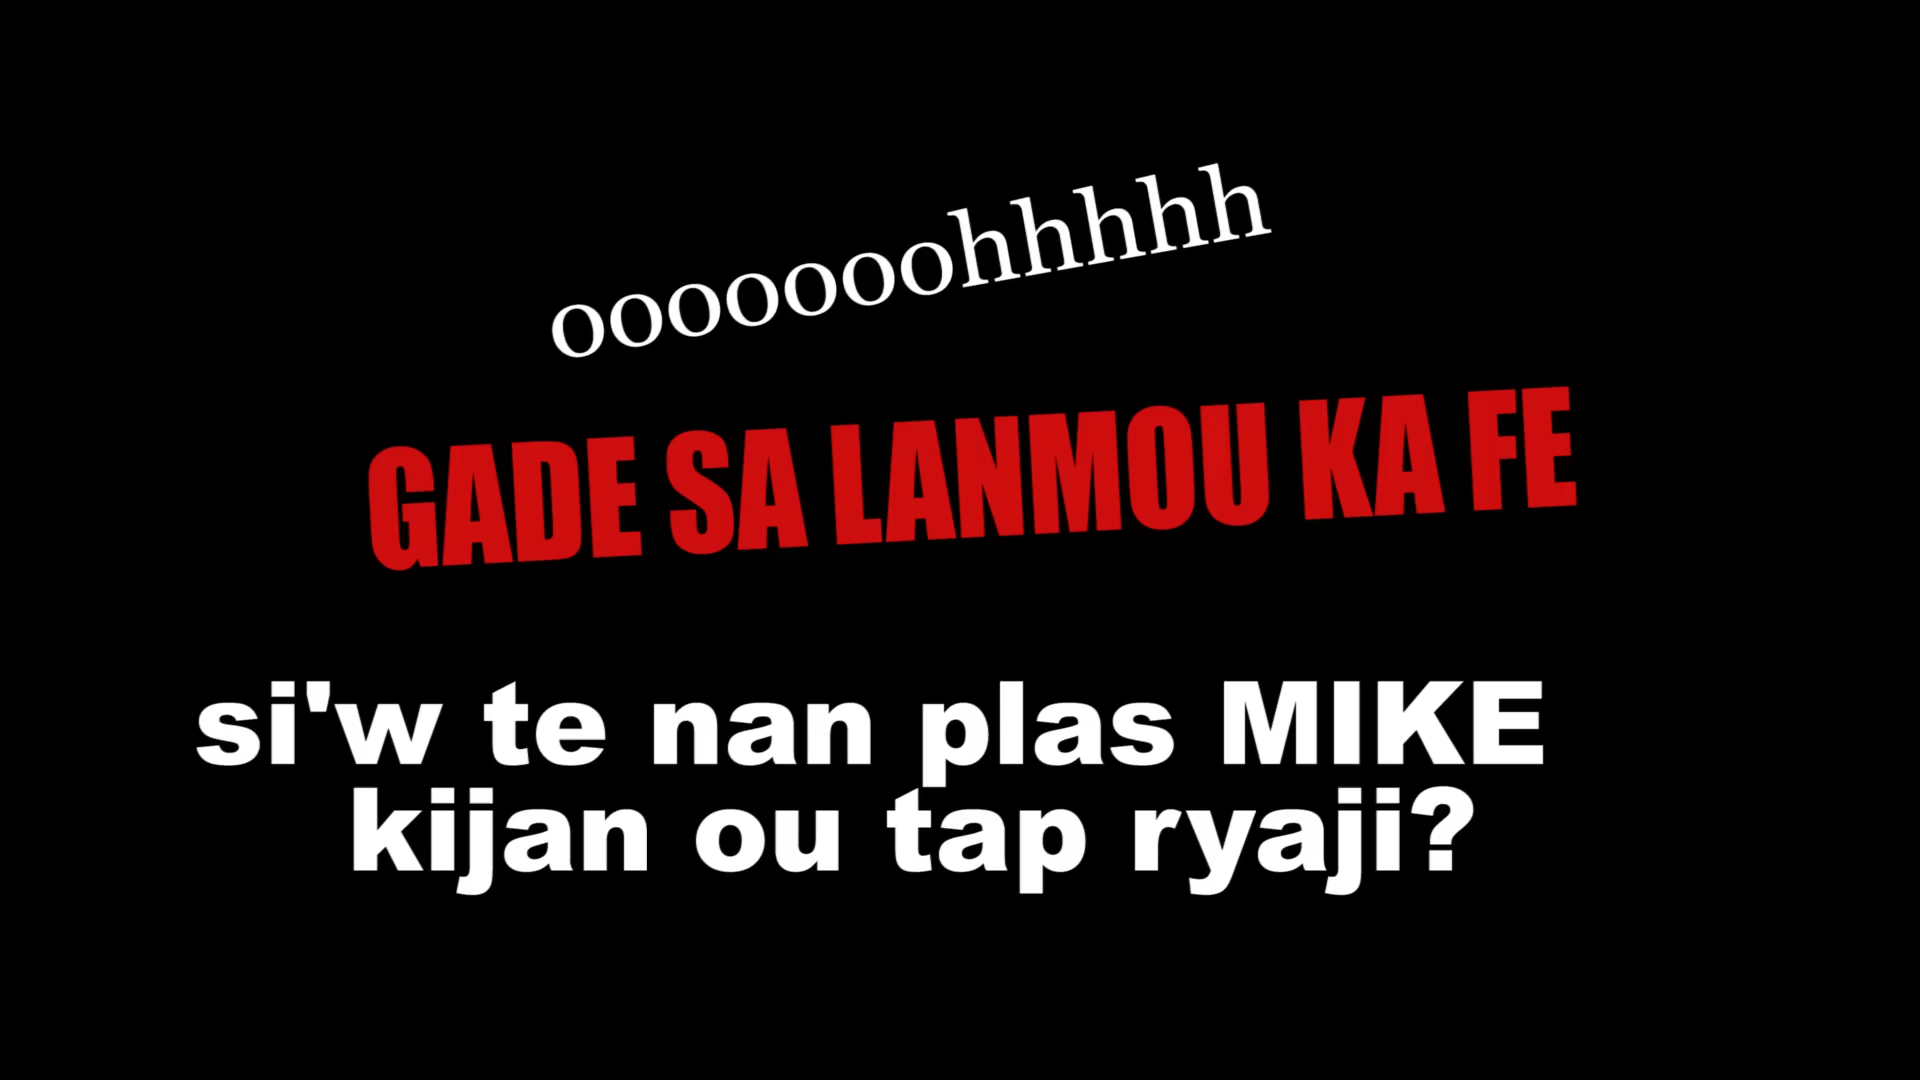 ooooooohhhhh
GADE SA LANMOU KA FE
si'w te nan plas MIKE
kijan ou tap ryaji?